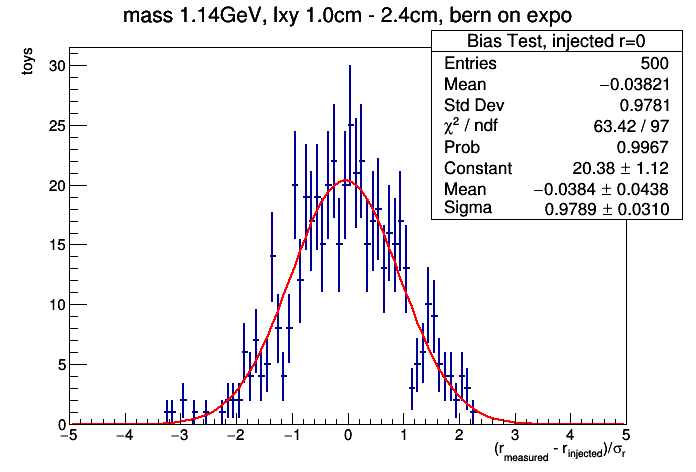 mass 1.14GeV, lxy 1.0cm - 2.4cm, bern on expo
toys
Bias Test, injected r=0
Entries 500
Mean −0.03821
Std Dev 0.9781
χ² / ndf 63.42 / 97
Prob 0.9967
Constant 20.38 ± 1.12
Mean −0.0384 ± 0.0438
Sigma 0.9789 ± 0.0310
30
25
20
15
10
5
0
−5 −4 −3 −2 −1 0 1 2 3 4 5
(r_measured - r_injected)/σ_r